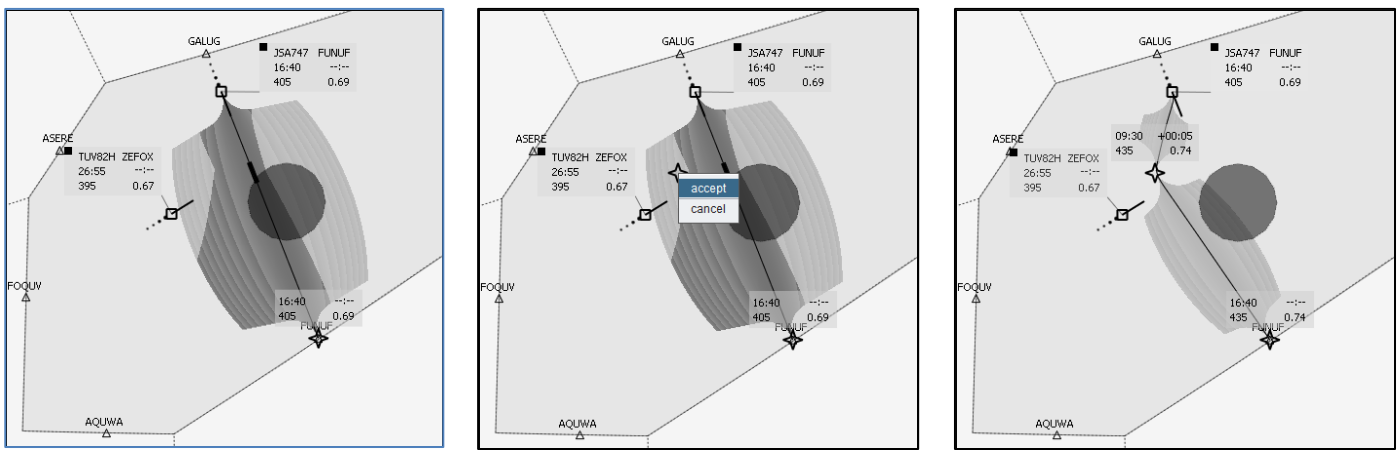 GALUG
JSA747 FUNUF
16:40 --:--
405 0.69
ASERE
TUV82H ZEFOX
26:55 --:--
395 0.67
FOQUV
16:40 --:--
405 0.69
FUNUF
AQUWA
GALUG
JSA747 FUNUF
16:40 --:--
405 0.69
ASERE
TUV82H ZEFOX
26:55 --:--
395 0.67
accept
cancel
FOQUV
16:40 --:--
405 0.69
FUNUF
AQUWA
GALUG
JSA747 FUNUF
16:40 --:--
405 0.69
09:30 +00:05
435 0.74
ASERE
TUV82H ZEFOX
26:55 --:--
395 0.67
FOQUV
16:40 --:--
435 0.74
FUNUF
AQUWA